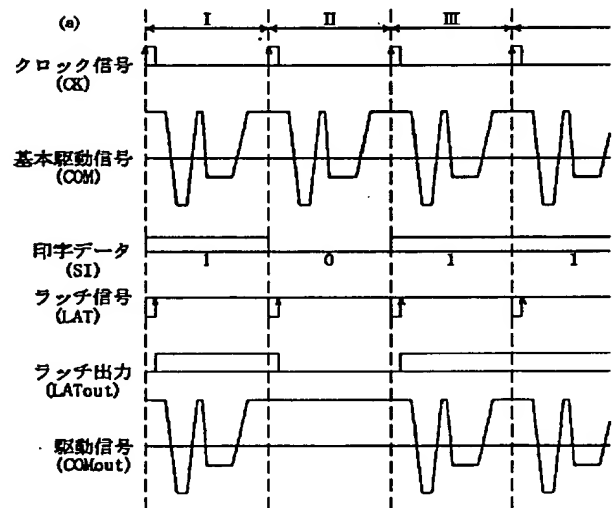 (a)
I II III
クロック信号
(CK)
基本駆動信号
(COM)
印字データ
(SI)
1 0 1 1
ラッチ信号
(LAT)
ラッチ出力
(LATout)
駆動信号
(COMout)